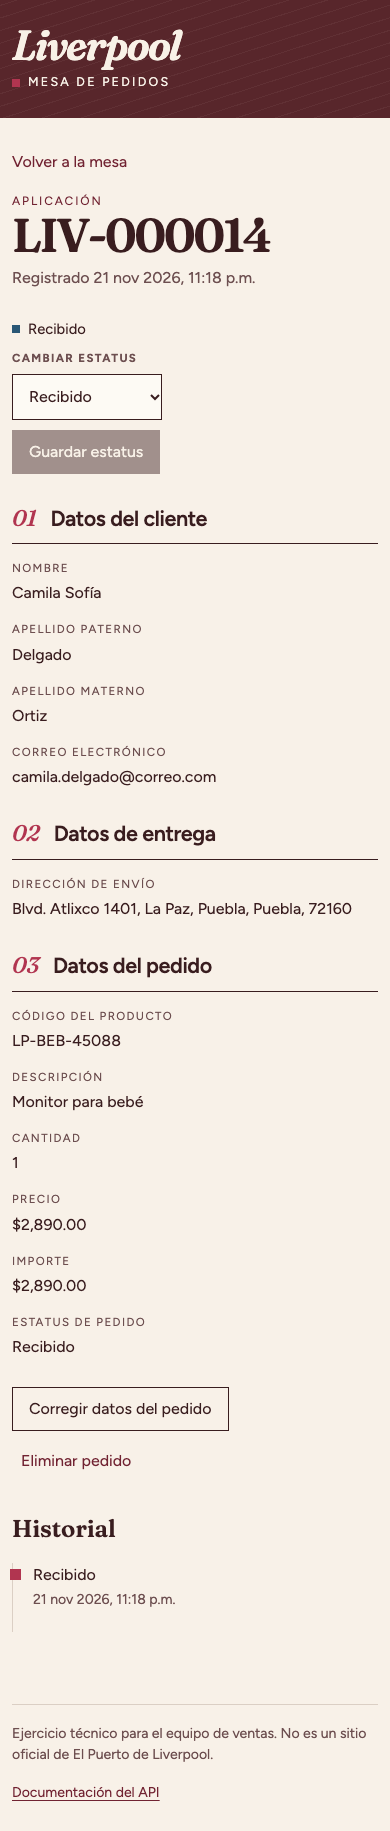 Liverpool
MESA DE PEDIDOS
Volver a la mesa
APLICACIÓN
LIV-000014
Registrado 21 nov 2026, 11:18 p.m.
Recibido
CAMBIAR ESTATUS
Recibido
Guardar estatus
01 Datos del cliente
NOMBRE
Camila Sofía
APELLIDO PATERNO
Delgado
APELLIDO MATERNO
Ortiz
CORREO ELECTRÓNICO
camila.delgado@correo.com
02 Datos de entrega
DIRECCIÓN DE ENVÍO
Blvd. Atlixco 1401, La Paz, Puebla, Puebla, 72160
03 Datos del pedido
CÓDIGO DEL PRODUCTO
LP-BEB-45088
DESCRIPCIÓN
Monitor para bebé
CANTIDAD
1
PRECIO
$2,890.00
IMPORTE
$2,890.00
ESTATUS DE PEDIDO
Recibido
Corregir datos del pedido
Eliminar pedido
Historial
Recibido
21 nov 2026, 11:18 p.m.
Ejercicio técnico para el equipo de ventas. No es un sitio
oficial de El Puerto de Liverpool.
Documentación del API